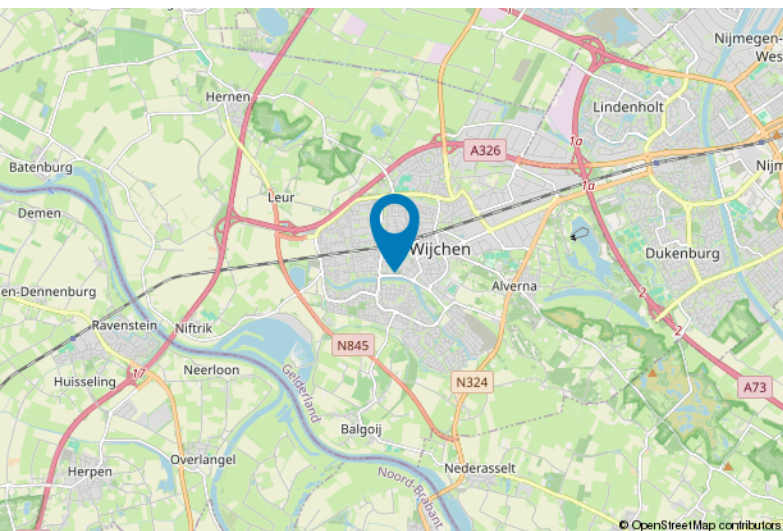 Nijmegen-
Wes
Hernen
Lindenholt
1a
A326
Batenburg
Nijm
1a
Leur
Demen
Wijchen
Dukenburg
Alverna
en-Dennenburg
2
Ravenstein
Niftrik
2
N845
Neerloon
17
Huisseling
Gelderland
N324
A73
Balgoij
Overlangel
Herpen
Nederasselt
Noord-Brabant
© OpenStreetMap contributors